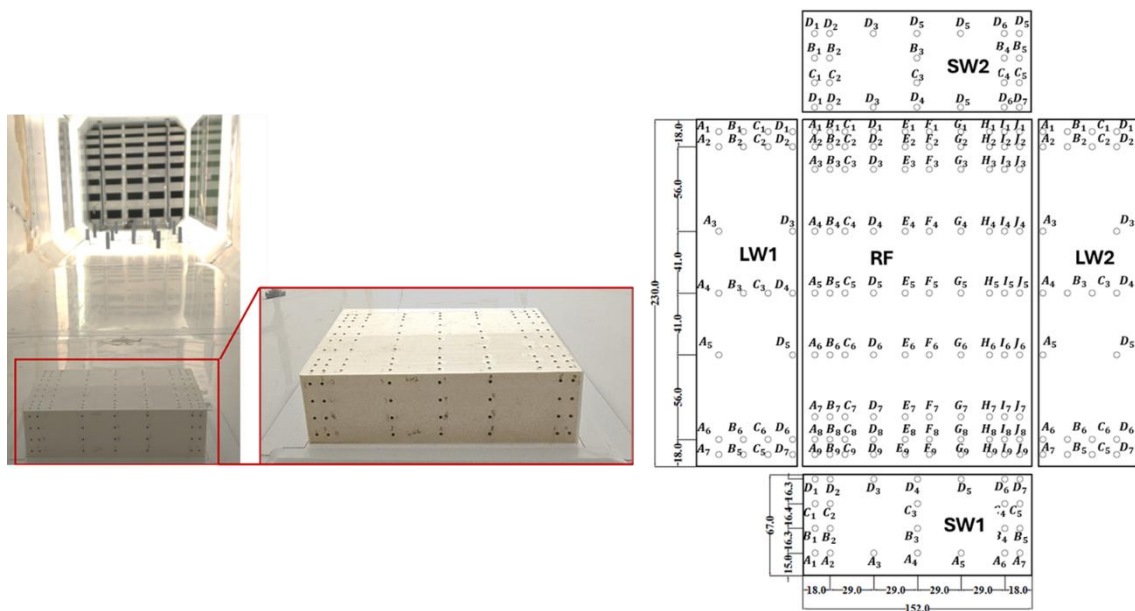 D₁ D₂ D₃ D₅ D₅ D₆ D₅
B₁ B₂ B₃ B₄ B₅
SW2
C₁ C₂ C₃ C₄ C₅
D₁ D₂ D₃ D₄ D₅ D₆ D₇
A₁ B₁ C₁ D₁
A₂ B₂ C₂ D₂
A₃ D₃
LW1
A₄ B₃ C₃ D₄
A₅ D₅
A₆ B₆ C₆ D₆
A₇ B₅ C₅ D₇
18.0
56.0
41.0
41.0
56.0
18.0
230.0
A₁ B₁ C₁ D₁ E₁ F₁ G₁ H₁ I₁ J₁
A₂ B₂ C₂ D₂ E₂ F₂ G₂ H₂ I₂ J₂
A₃ B₃ C₃ D₃ E₃ F₃ G₃ H₃ I₃ J₃
A₄ B₄ C₄ D₄ E₄ F₄ G₄ H₄ I₄ J₄
RF
A₅ B₅ C₅ D₅ E₅ F₅ G₅ H₅ I₅ J₅
A₆ B₆ C₆ D₆ E₆ F₆ G₆ H₆ I₆ J₆
A₇ B₇ C₇ D₇ E₇ F₇ G₇ H₇ I₇ J₇
A₈ B₈ C₈ D₈ E₈ F₈ G₈ H₈ I₈ J₈
A₉ B₉ C₉ D₉ E₉ F₉ G₉ H₉ I₉ J₉
A₁ B₁ C₁ D₁
A₂ B₂ C₂ D₂
A₃ D₃
LW2
A₄ B₃ C₃ D₄
A₅ D₅
A₆ B₆ C₆ D₆
A₇ B₅ C₅ D₇
D₁ D₂ D₃ D₄ D₅ D₆ D₇
C₁ C₂ C₃ C₄ C₅
SW1
B₁ B₂ B₃ B₄ B₅
A₁ A₂ A₃ A₄ A₅ A₆ A₇
16.3
16.4
16.3
15.0
67.0
18.0 29.0 29.0 29.0 29.0 18.0
152.0